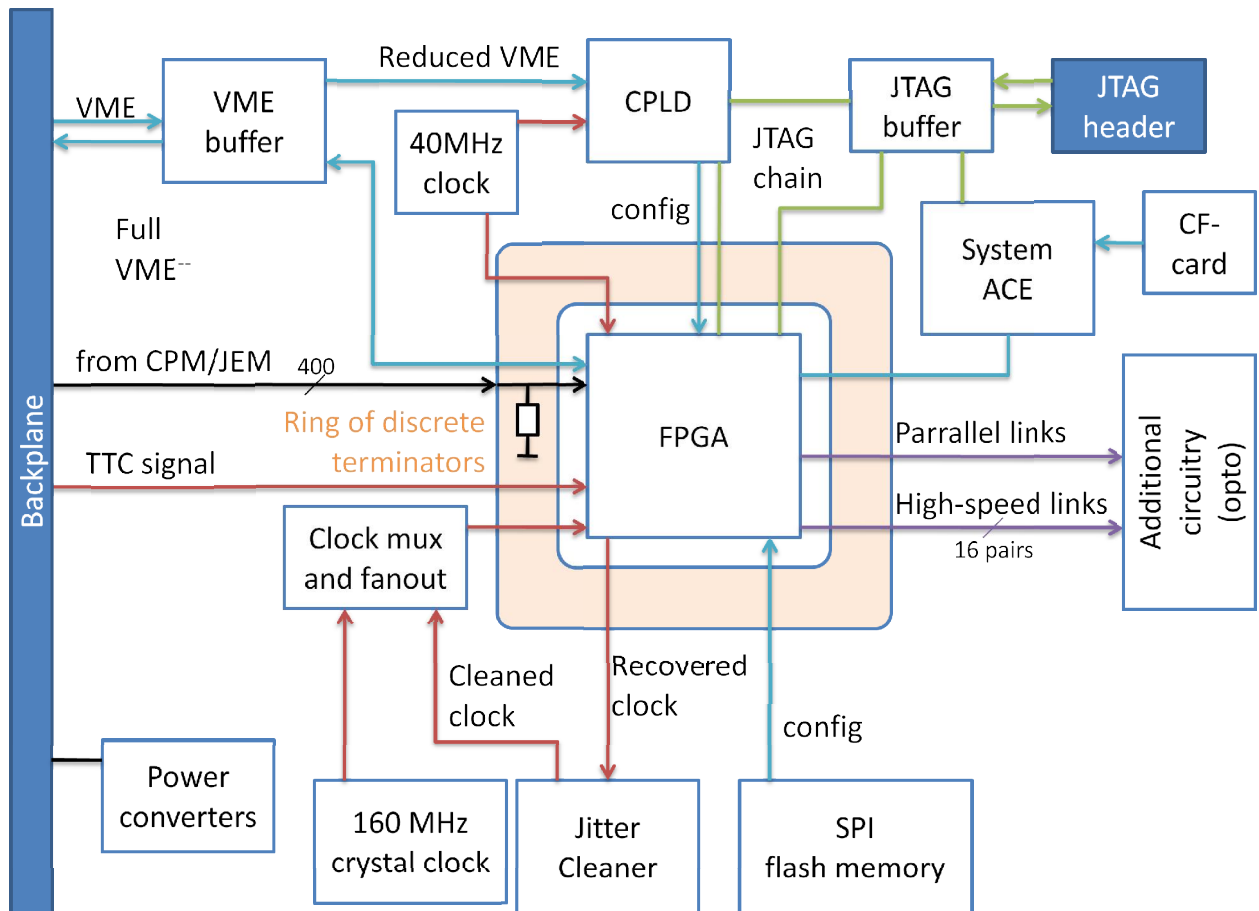 Reduced VME
VME
VME
buffer
CPLD
JTAG
buffer
JTAG
header
40MHz
clock
JTAG
chain
config
Full
VME--
System
ACE
CF-
card
from CPM/JEM
400
Ring of discrete
terminators
FPGA
Parrallel links
TTC signal
High-speed links
16 pairs
Additional
circuitry
(opto)
Backplane
Clock mux
and fanout
Cleaned
clock
Recovered
clock
config
Power
converters
160 MHz
crystal clock
Jitter
Cleaner
SPI
flash memory